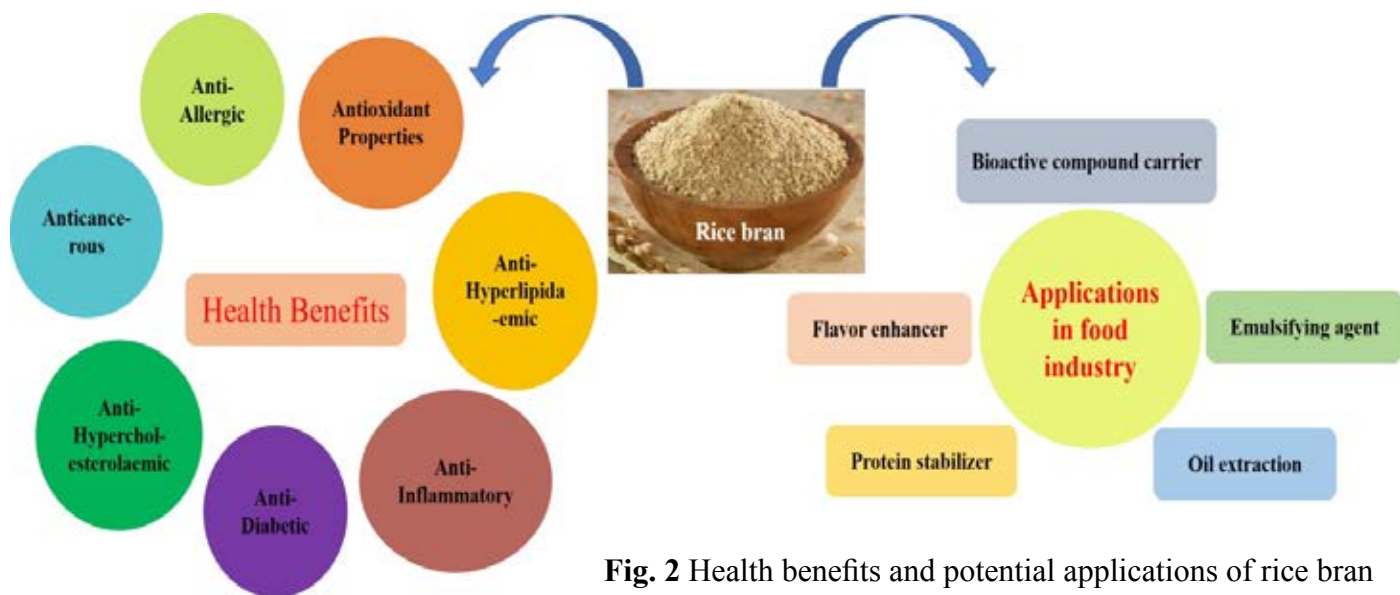 Anti-
Allergic
Antioxidant
Properties
Anticance-
rous
Anti-
Hyperlipida
-emic
Health Benefits
Anti-
Hyperchol-
esterolaemic
Anti-
Diabetic
Anti-
Inflammatory
Rice bran
Bioactive compound carrier
Flavor enhancer
Applications
in food
industry
Emulsifying agent
Protein stabilizer
Oil extraction
Fig. 2 Health benefits and potential applications of rice bran